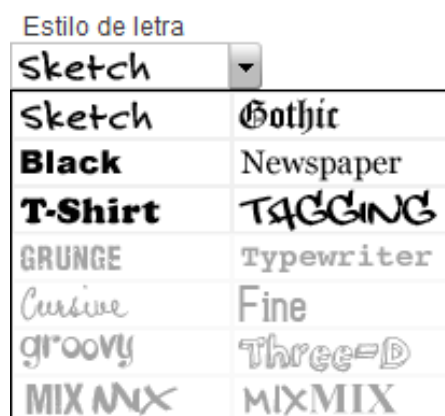 Estilo de letra
Sketch
Sketch Gothic
Black Newspaper
T-Shirt TAGGING
GRUNGE Typewriter
Cursive Fine
groovy Three-D
MIX MIX MIXMIX